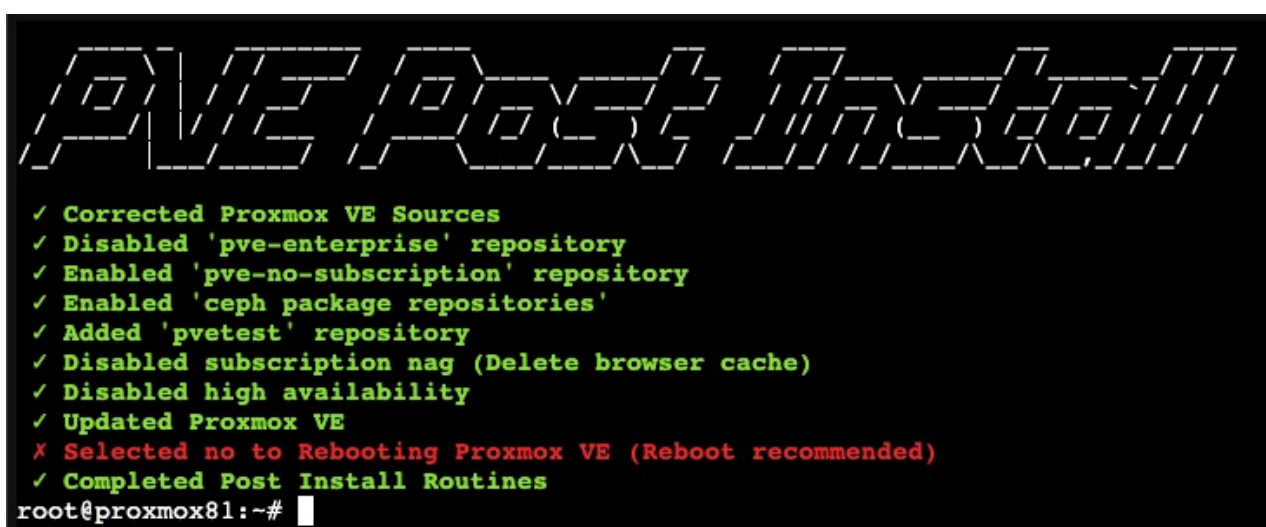 PVE Post Install
✓ Corrected Proxmox VE Sources
✓ Disabled 'pve-enterprise' repository
✓ Enabled 'pve-no-subscription' repository
✓ Enabled 'ceph package repositories'
✓ Added 'pvetest' repository
✓ Disabled subscription nag (Delete browser cache)
✓ Disabled high availability
✓ Updated Proxmox VE
✗ Selected no to Rebooting Proxmox VE (Reboot recommended)
✓ Completed Post Install Routines
root@proxmox81:~#